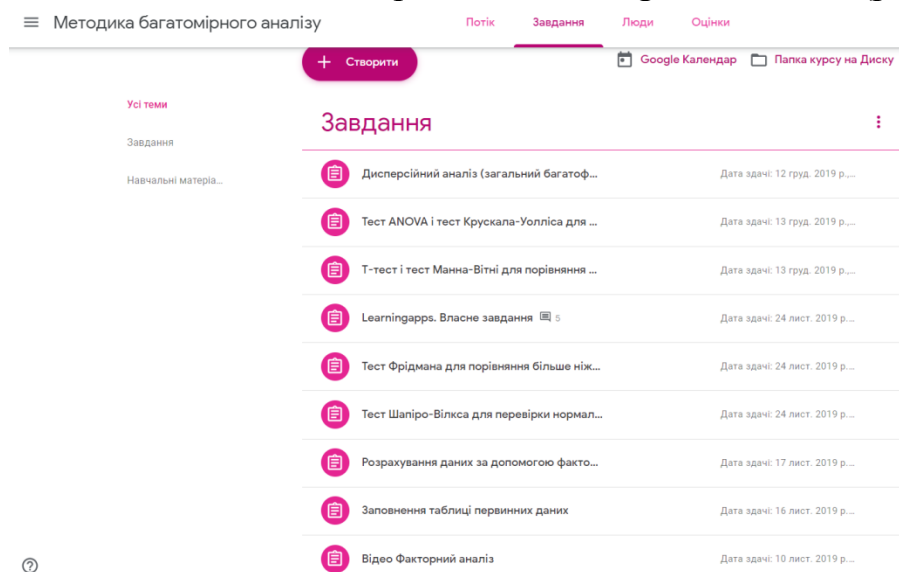 Методика багатомірного аналізу
Потік Завдання Люди Оцінки
Створити
Google Календар Папка курсу на Диску
Усі теми
Завдання
Навчальні матеріа...
Завдання
Дисперсійний аналіз (загальний багатоф... Дата здачі: 12 груд. 2019 р.,...
Тест ANOVA і тест Крускала-Уолліса для ... Дата здачі: 13 груд. 2019 р.,...
Т-тест і тест Манна-Вітні для порівняння ... Дата здачі: 13 груд. 2019 р.,...
Learningapps. Власне завдання 5 Дата здачі: 24 лист. 2019 р....
Тест Фрідмана для порівняння більше ніж... Дата здачі: 24 лист. 2019 р....
Тест Шапіро-Вілкса для перевірки нормал... Дата здачі: 24 лист. 2019 р....
Розрахування даних за допомогою факто... Дата здачі: 17 лист. 2019 р....
Заповнення таблиці первинних даних Дата здачі: 16 лист. 2019 р....
Відео Факторний аналіз Дата здачі: 10 лист. 2019 р....